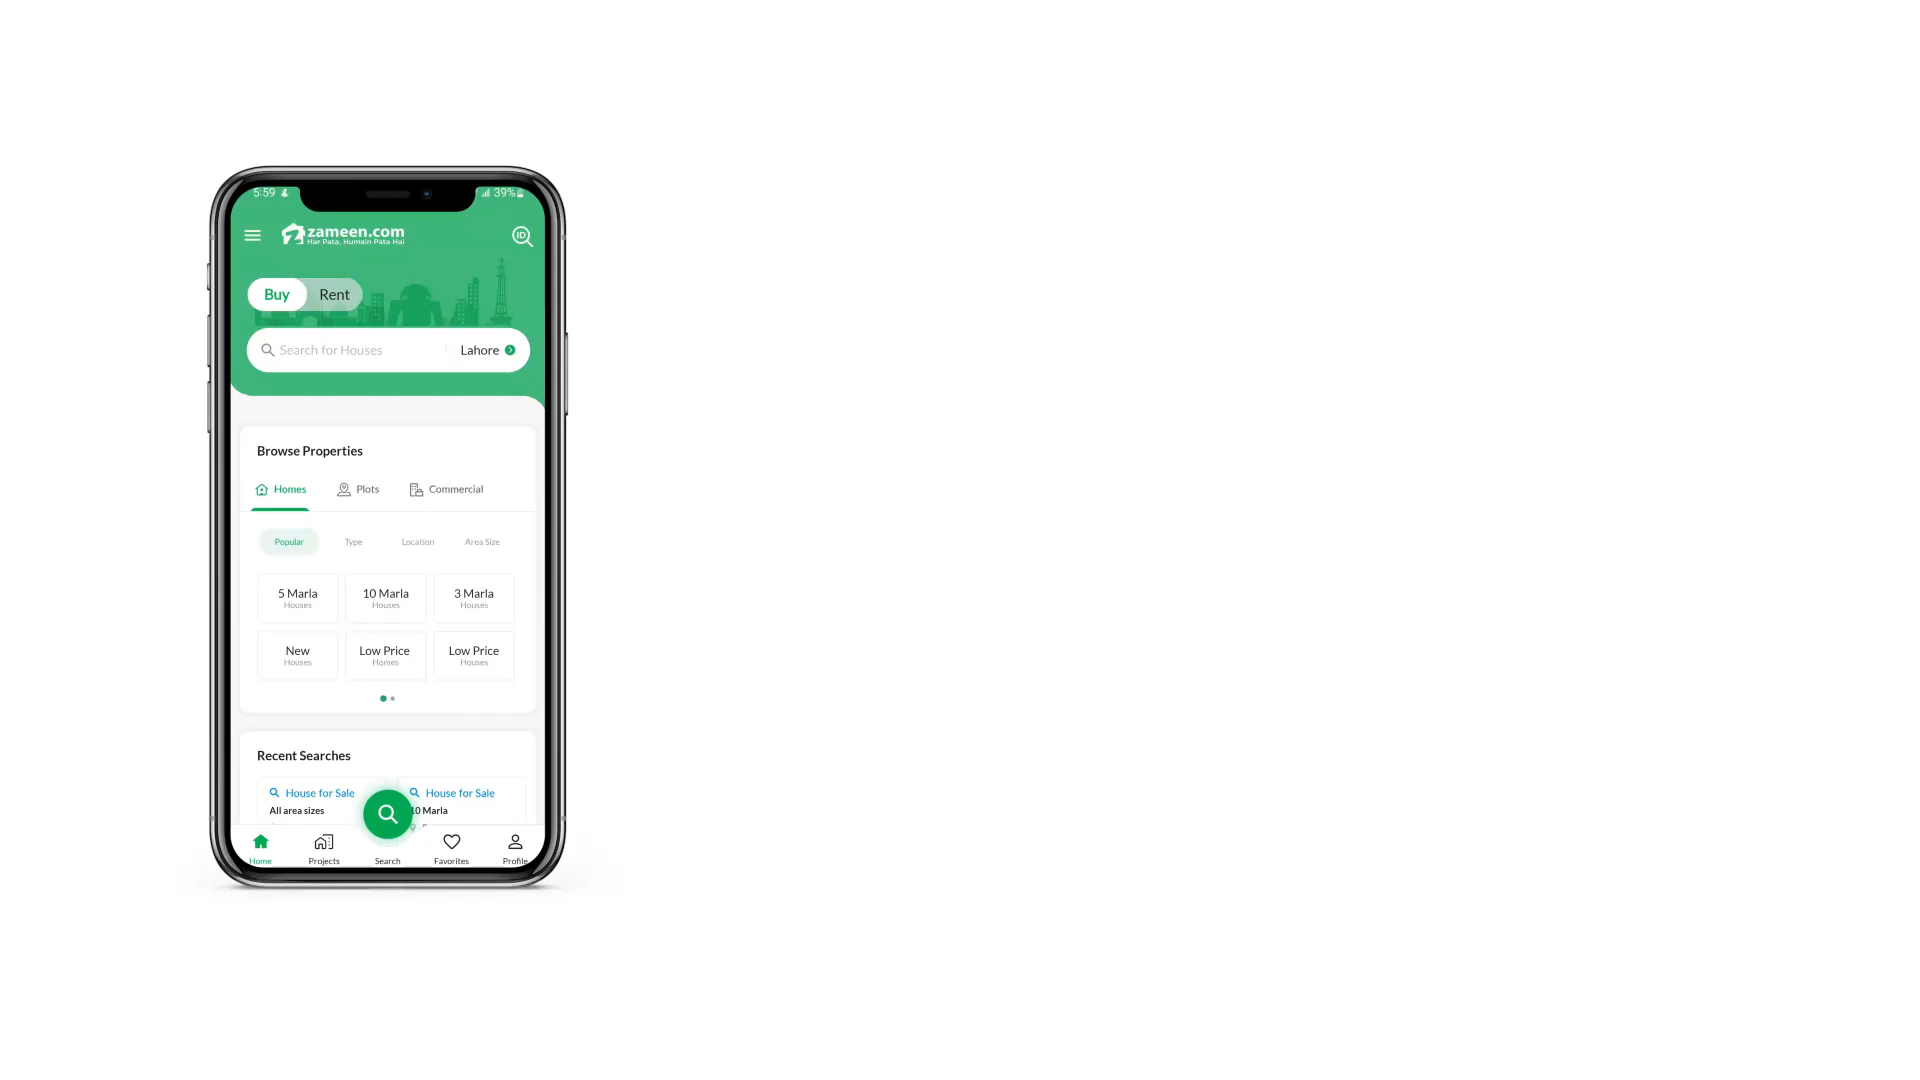 5:59 39%
zameen.com
Har Pata, Humain Pata Hai
ID
Buy Rent
Search for Houses Lahore
Browse Properties
Homes Plots Commercial
Popular Type Location Area Size
5 Marla 10 Marla 3 Marla
Houses Houses Houses
New Low Price Low Price
Houses Homes Houses
Recent Searches
House for Sale House for Sale
All area sizes 10 Marla
Home Projects Search Favorites Profile